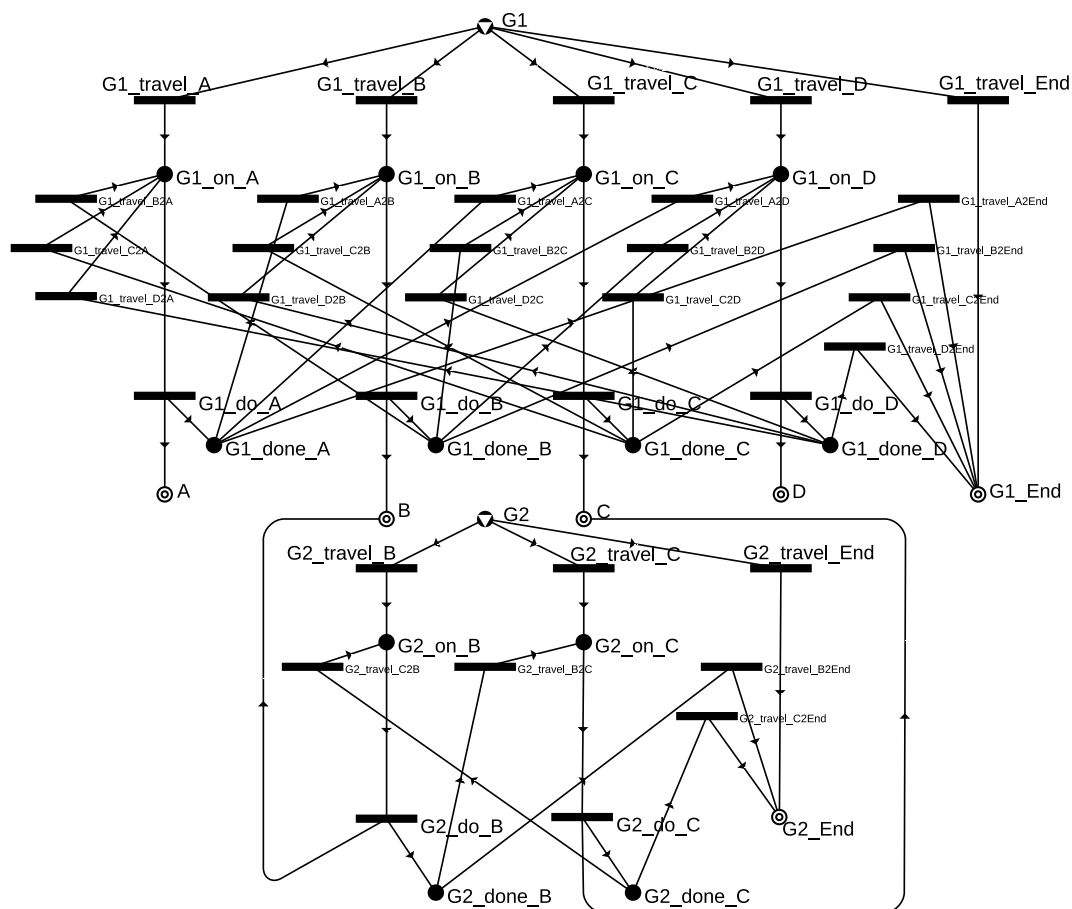 G1
G1_travel_A
G1_travel_B
G1_travel_C
G1_travel_D
G1_travel_End
G1_on_A
G1_on_B
G1_on_C
G1_on_D
G1_travel_B2A
G1_travel_A2B
G1_travel_A2C
G1_travel_A2D
G1_travel_A2End
G1_travel_C2A
G1_travel_C2B
G1_travel_B2C
G1_travel_B2D
G1_travel_B2End
G1_travel_D2A
G1_travel_D2B
G1_travel_D2C
G1_travel_C2D
G1_travel_C2End
G1_travel_D2End
G1_do_A
G1_do_B
G1_do_C
G1_do_D
G1_done_A
G1_done_B
G1_done_C
G1_done_D
A
D
G1_End
B
G2
C
G2_travel_B
G2_travel_C
G2_travel_End
G2_on_B
G2_on_C
G2_travel_C2B
G2_travel_B2C
G2_travel_B2End
G2_travel_C2End
G2_do_B
G2_do_C
G2_End
G2_done_B
G2_done_C